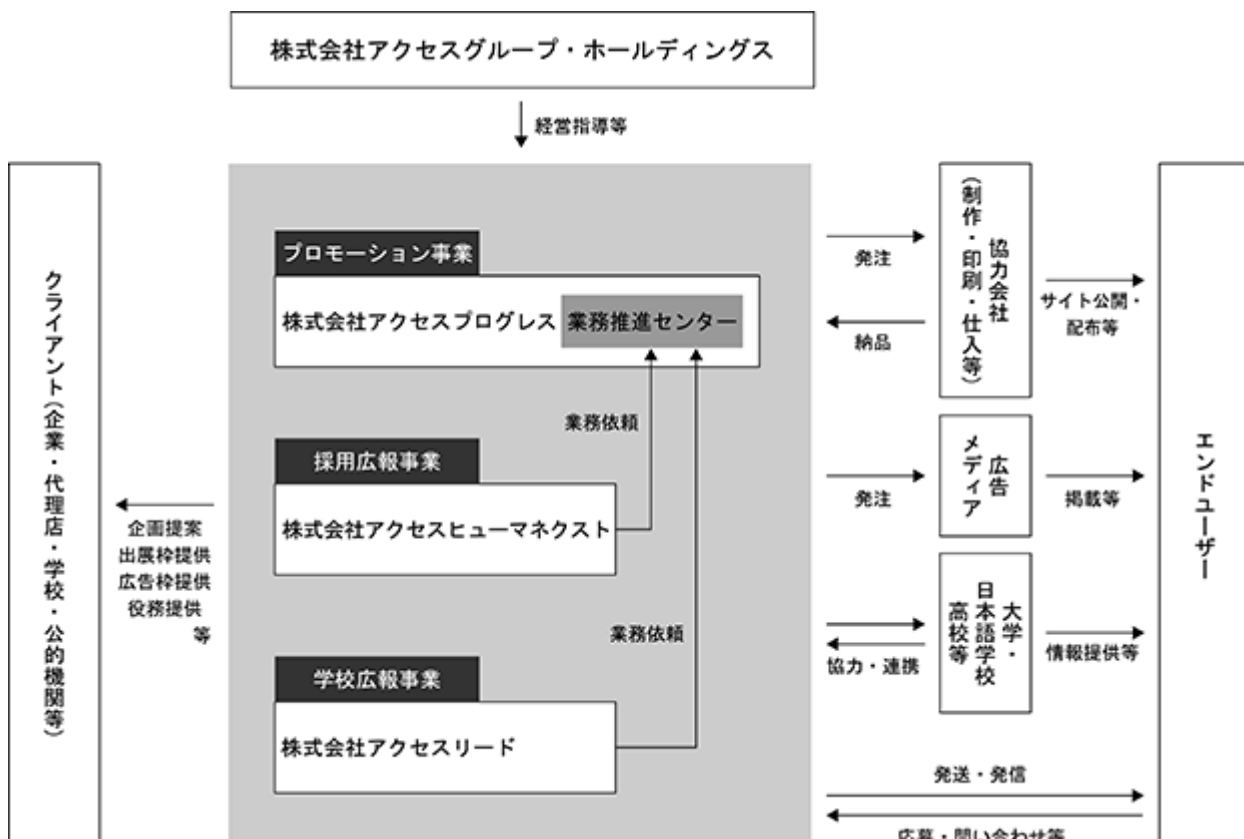 株式会社アクセスグループ・ホールディングス
経営指導等
クライアント(企業・代理店・学校・公的機関等)
企画提案
出展枠提供
広告枠提供
役務提供
等
プロモーション事業
株式会社アクセスプログレス
業務推進センター
業務依頼
採用広報事業
株式会社アクセスヒューマネクスト
業務依頼
学校広報事業
株式会社アクセスリード
発注
納品
協力会社
(制作・印刷・仕入等)
サイト公開・
配布等
発注
広告
メディア
掲載等
協力・連携
大学・
日本語学校
高校等
情報提供等
発送・発信
応募・問い合わせ等
エンドユーザー